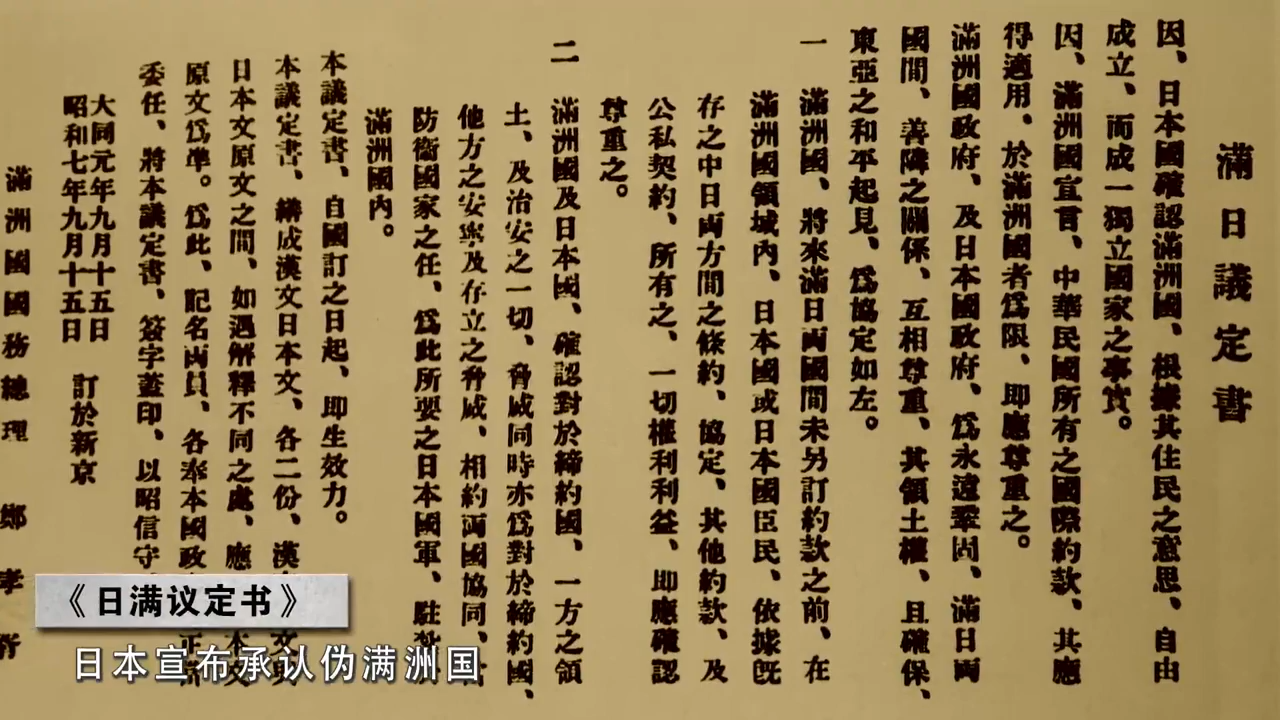 滿日議定書
因、日本國確認滿洲國、根據其住民之意思、自由
成立、而成一獨立國家之事實。
因、滿洲國宣言、中華民國所有之國際約款、其應
得適用、於滿洲國者爲限、即應尊重之。
滿洲國政府、及日本國政府、爲永遠鞏固、滿日兩
國間、善隣之關係、互相尊重、其領土權、且確保、
東亞之和平起見、爲協定如左。
一 滿洲國、將來滿日兩國間未另訂約款之前、在
滿洲國領域內、日本國或日本國臣民、依據既
存之中日兩方間之條約、協定、其他約款、及
公私契約、所有之、一切權利利益、即應確認
尊重之。
二 滿洲國及日本國、確認對於締約國、一方之領
土、及治安之一切、脅威同時亦爲對於締約國、
他方之安寧及存立之脅威、相約兩國協同、
防衞國家之任、爲此所要之日本國軍、駐
滿洲國內。
本議定書、自國訂之日起、即生效力。
本議定書、繕成漢文日本文、各二份、漢
日本文原文之間、如遇解釋不同之處、應
原文爲準。爲此、記名兩員、各奉本國政
委任、將本議定書、簽字蓋印、以昭信守
大同元年九月十五日
昭和七年九月十五日
訂於新京
滿洲國國務總理 鄭孝胥
《日满议定书》
日本宣布承认伪满洲国